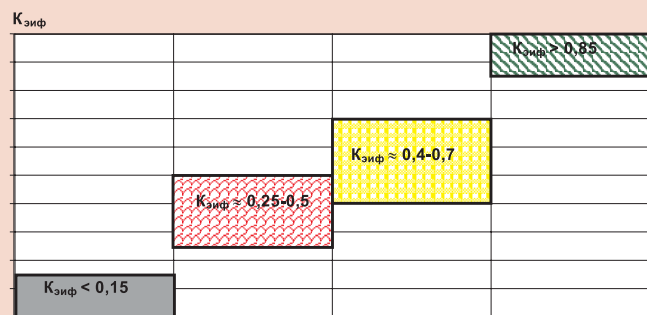 Кэиф
Кэиф > 0,85
Кэиф ≈ 0,4-0,7
Кэиф ≈ 0,25-0,5
Кэиф < 0,15